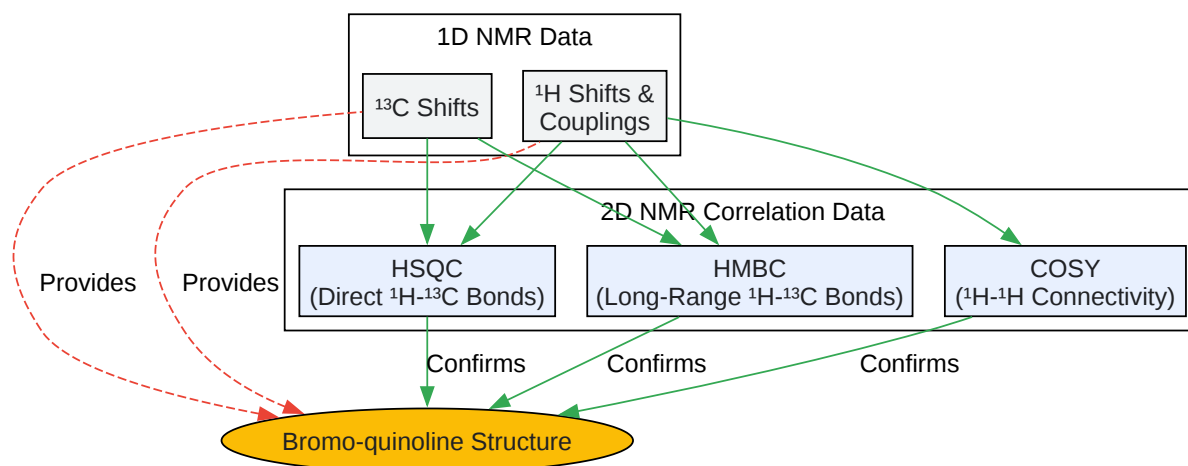 1D NMR Data
¹³C Shifts
¹H Shifts &
Couplings
2D NMR Correlation Data
HSQC
(Direct ¹H-¹³C Bonds)
HMBC
(Long-Range ¹H-¹³C Bonds)
COSY
(¹H-¹H Connectivity)
Provides
Provides
Confirms
Confirms
Confirms
Bromo-quinoline Structure